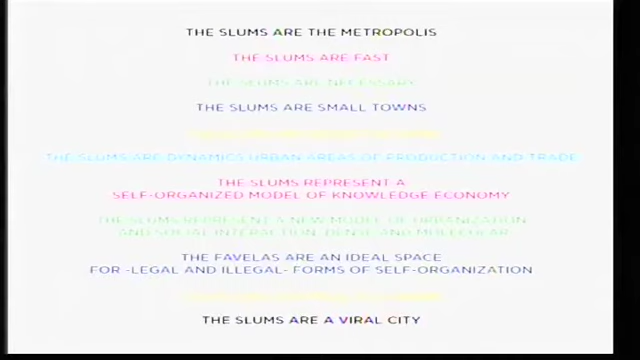 THE SLUMS ARE THE METROPOLIS
THE SLUMS ARE FAST
THE SLUMS ARE NECESSARY
THE SLUMS ARE SMALL TOWNS
THE SLUMS ARE DYNAMICS URBAN AREAS OF PRODUCTION AND TRADE
THE SLUMS REPRESENT A
SELF-ORGANIZED MODEL OF KNOWLEDGE ECONOMY
THE SLUMS REPRESENT A NEW MODEL OF URBANIZATION
AND SOCIAL INTERACTION, DENSE AND MOLECULAR
THE FAVELAS ARE AN IDEAL SPACE
FOR -LEGAL AND ILLEGAL- FORMS OF SELF-ORGANIZATION
THE SLUMS ARE A VIRAL CITY